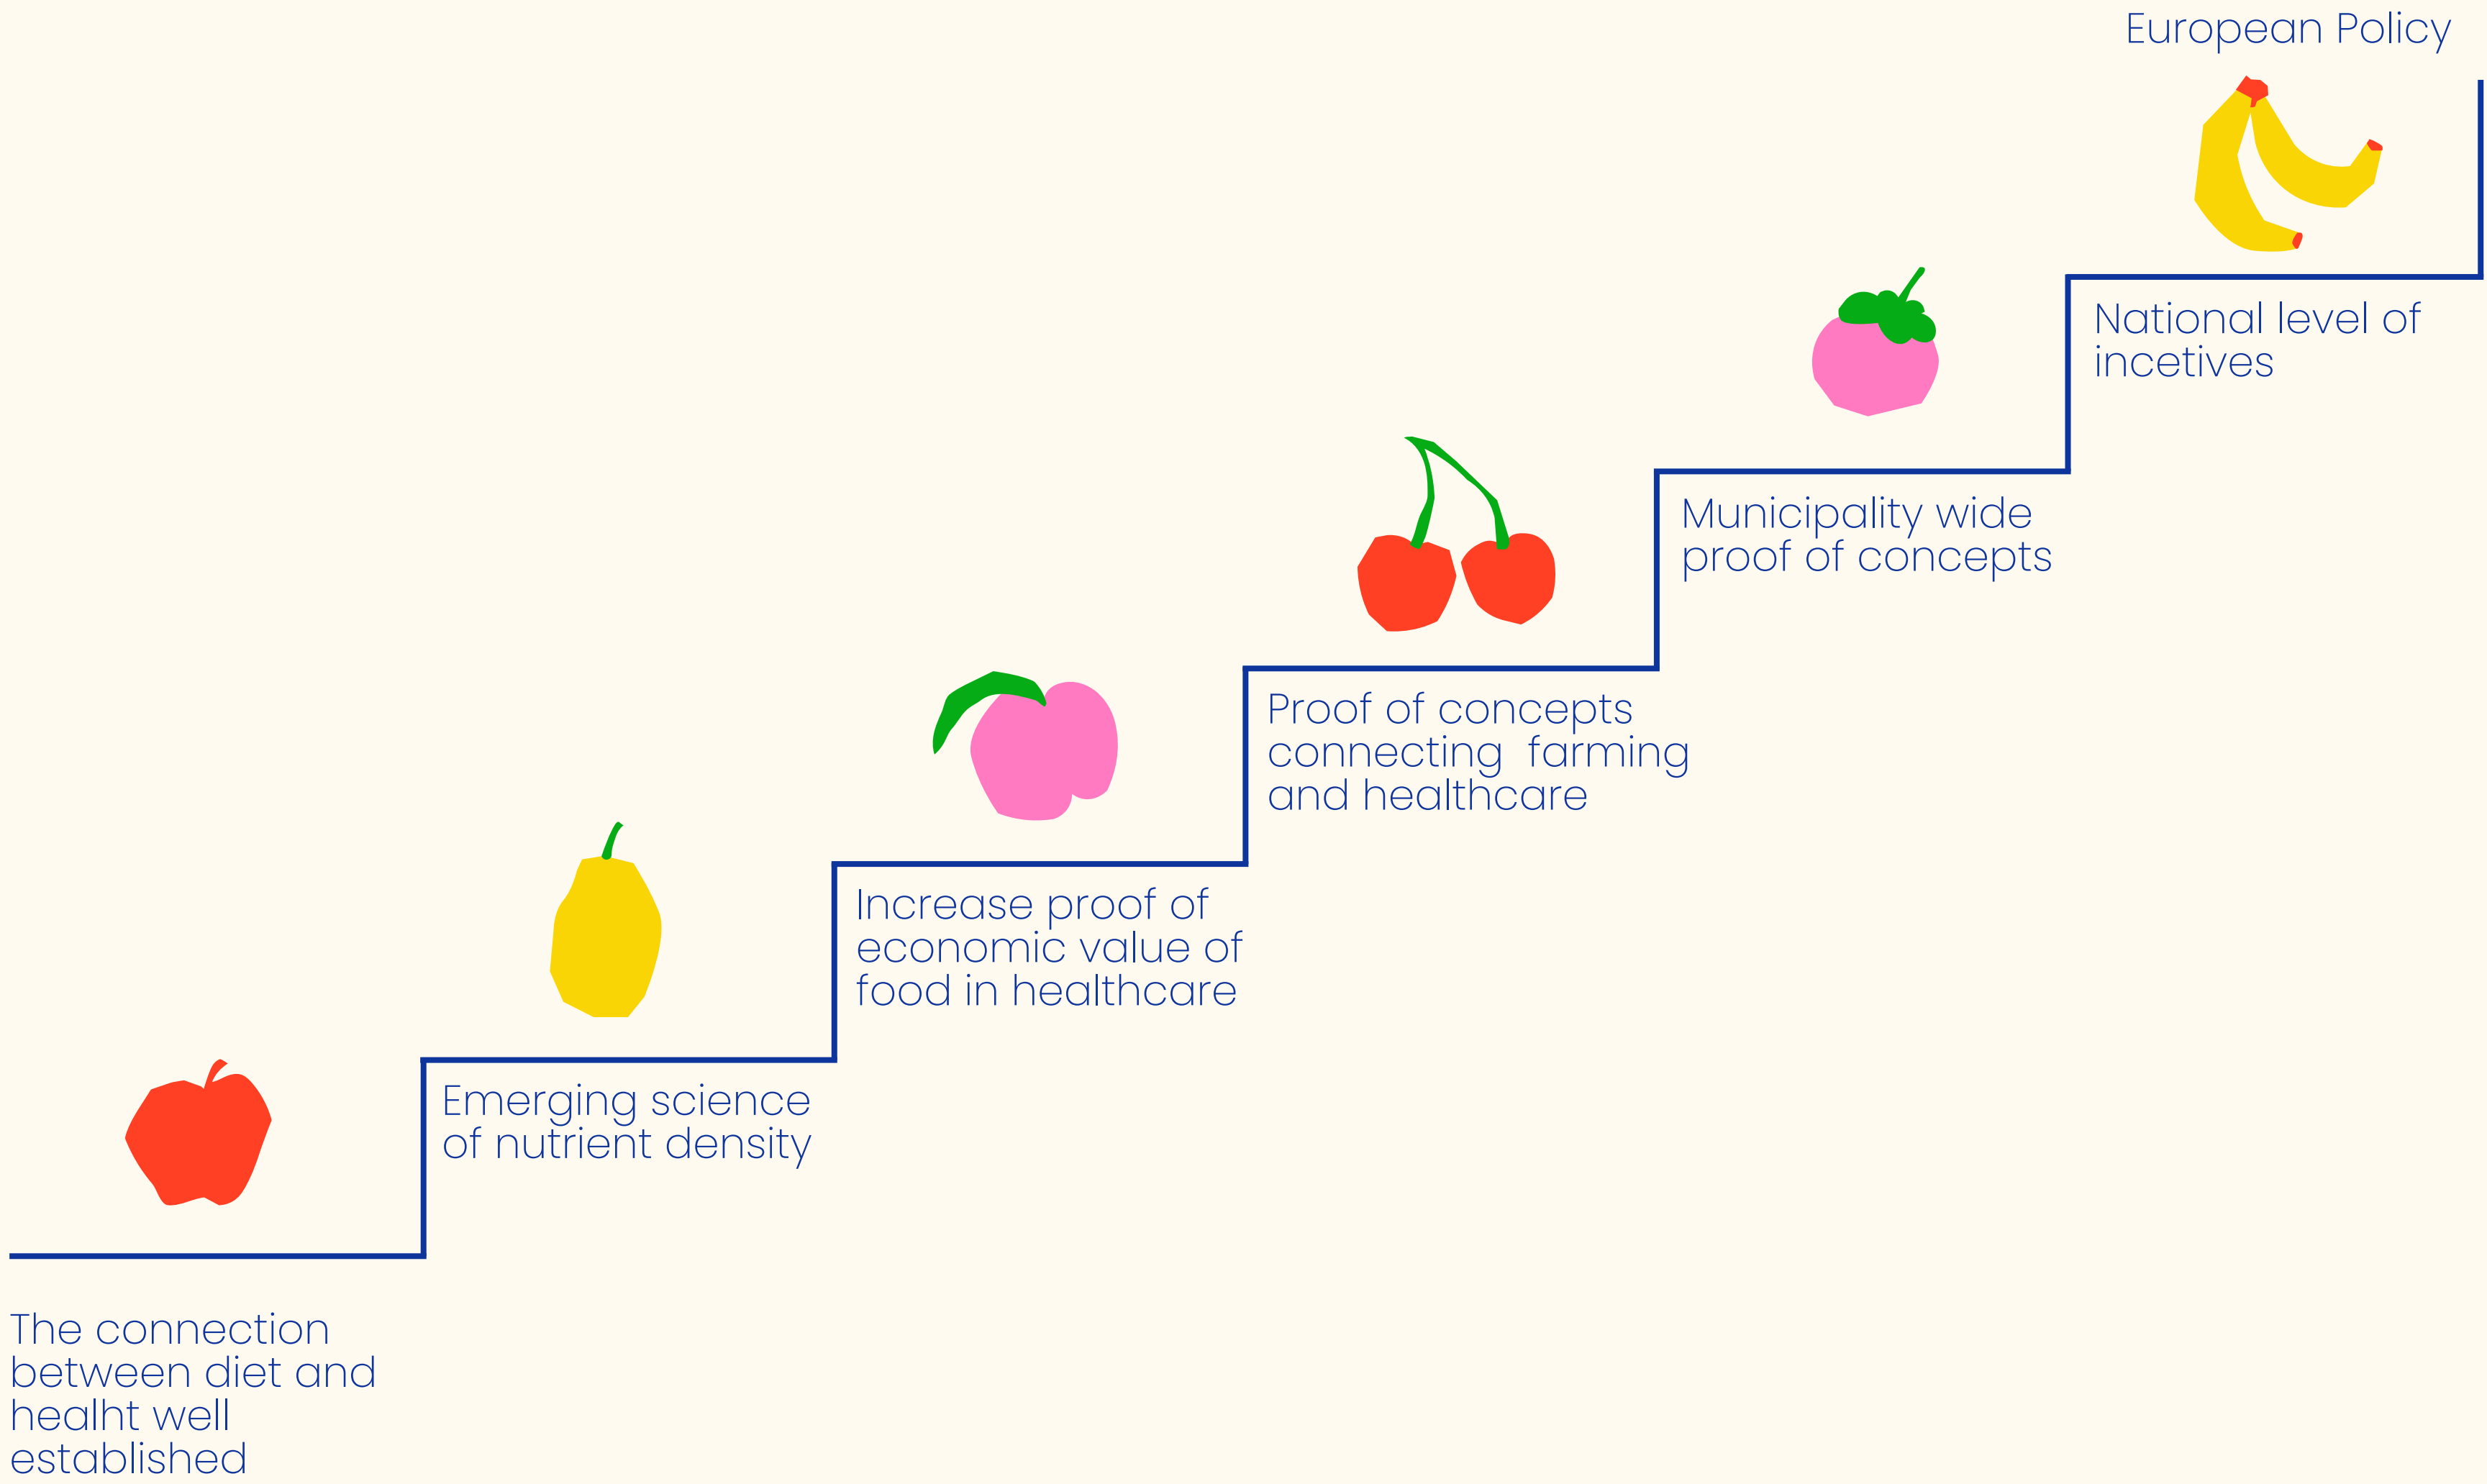 European Policy
National level of
incetives
Municipality wide
proof of concepts
Proof of concepts
connecting  farming
and healthcare
Increase proof of
economic value of
food in healthcare
Emerging science
of nutrient density
The connection
between diet and
healht well
established